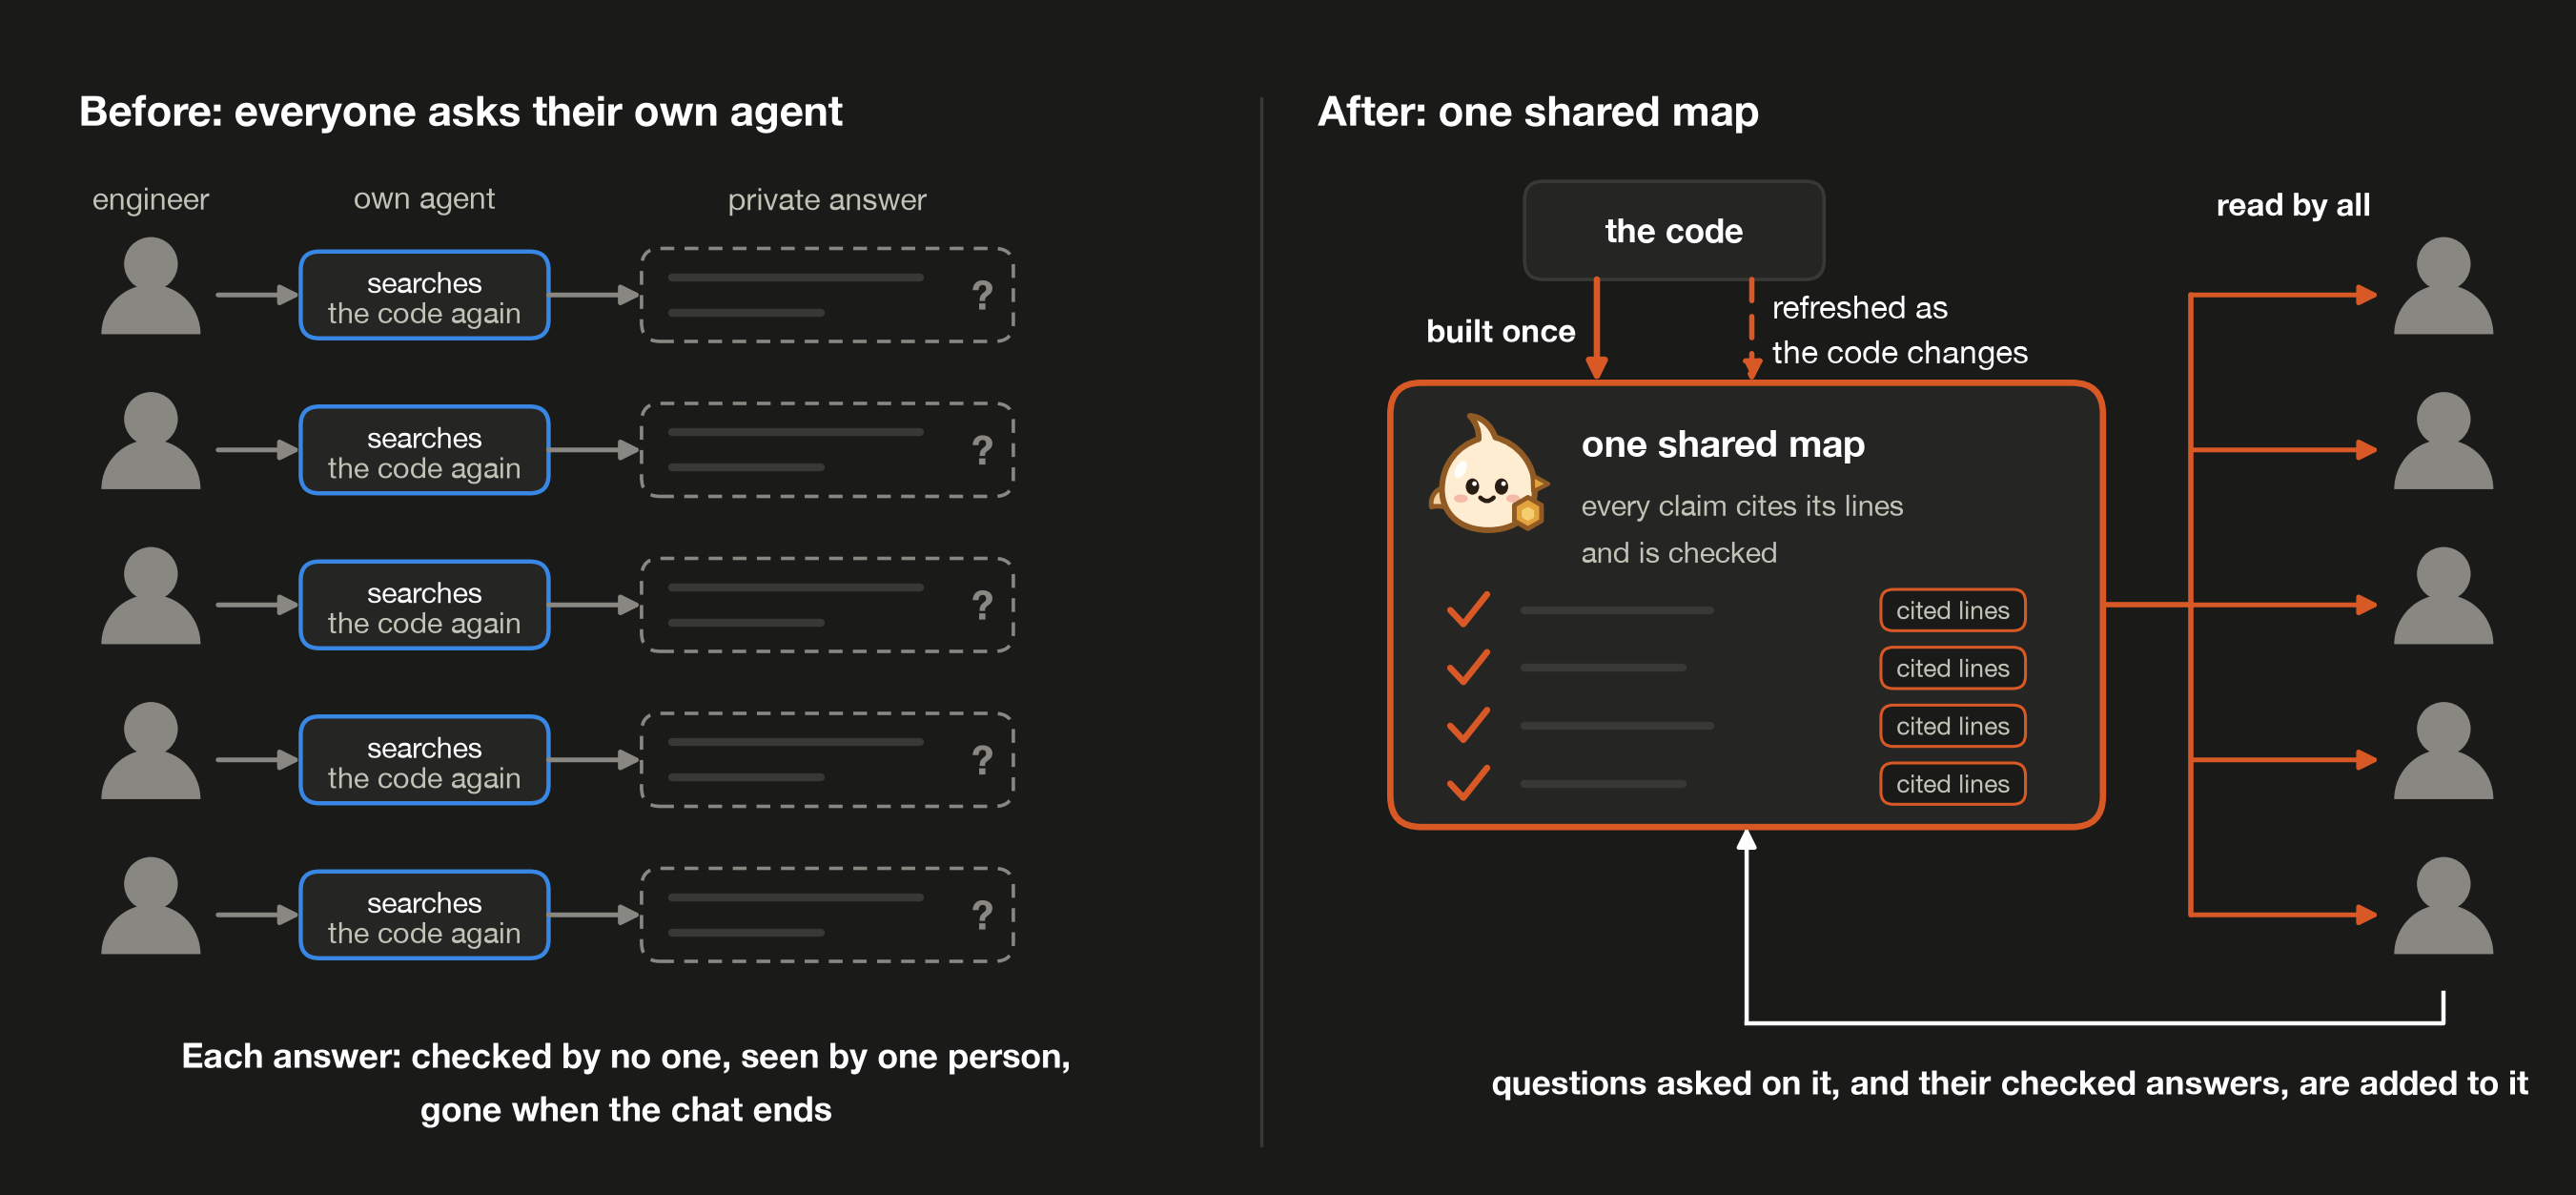 Before: everyone asks their own agent
engineer
own agent
private answer
searches
the code again
?
searches
the code again
?
searches
the code again
?
searches
the code again
?
searches
the code again
?
Each answer: checked by no one, seen by one person,
gone when the chat ends
After: one shared map
the code
read by all
built once
refreshed as
the code changes
one shared map
every claim cites its lines
and is checked
cited lines
cited lines
cited lines
cited lines
questions asked on it, and their checked answers, are added to it